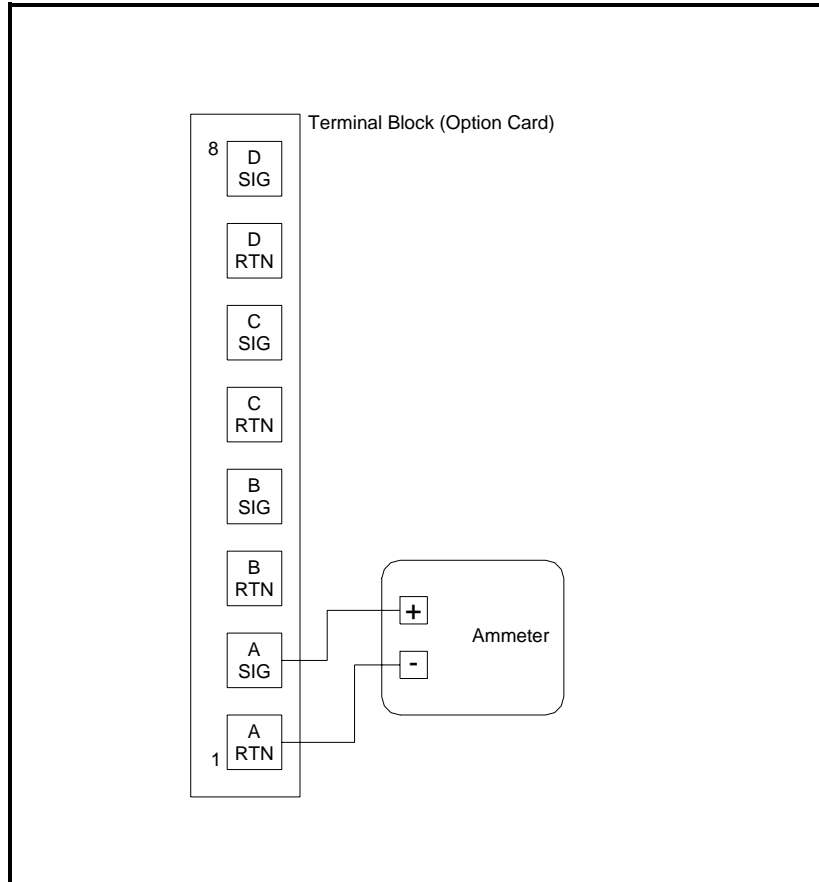 Terminal Block (Option Card)
8
D
SIG
D
RTN
C
SIG
C
RTN
B
SIG
B
RTN
+
Ammeter
A
SIG
-
A
RTN
1